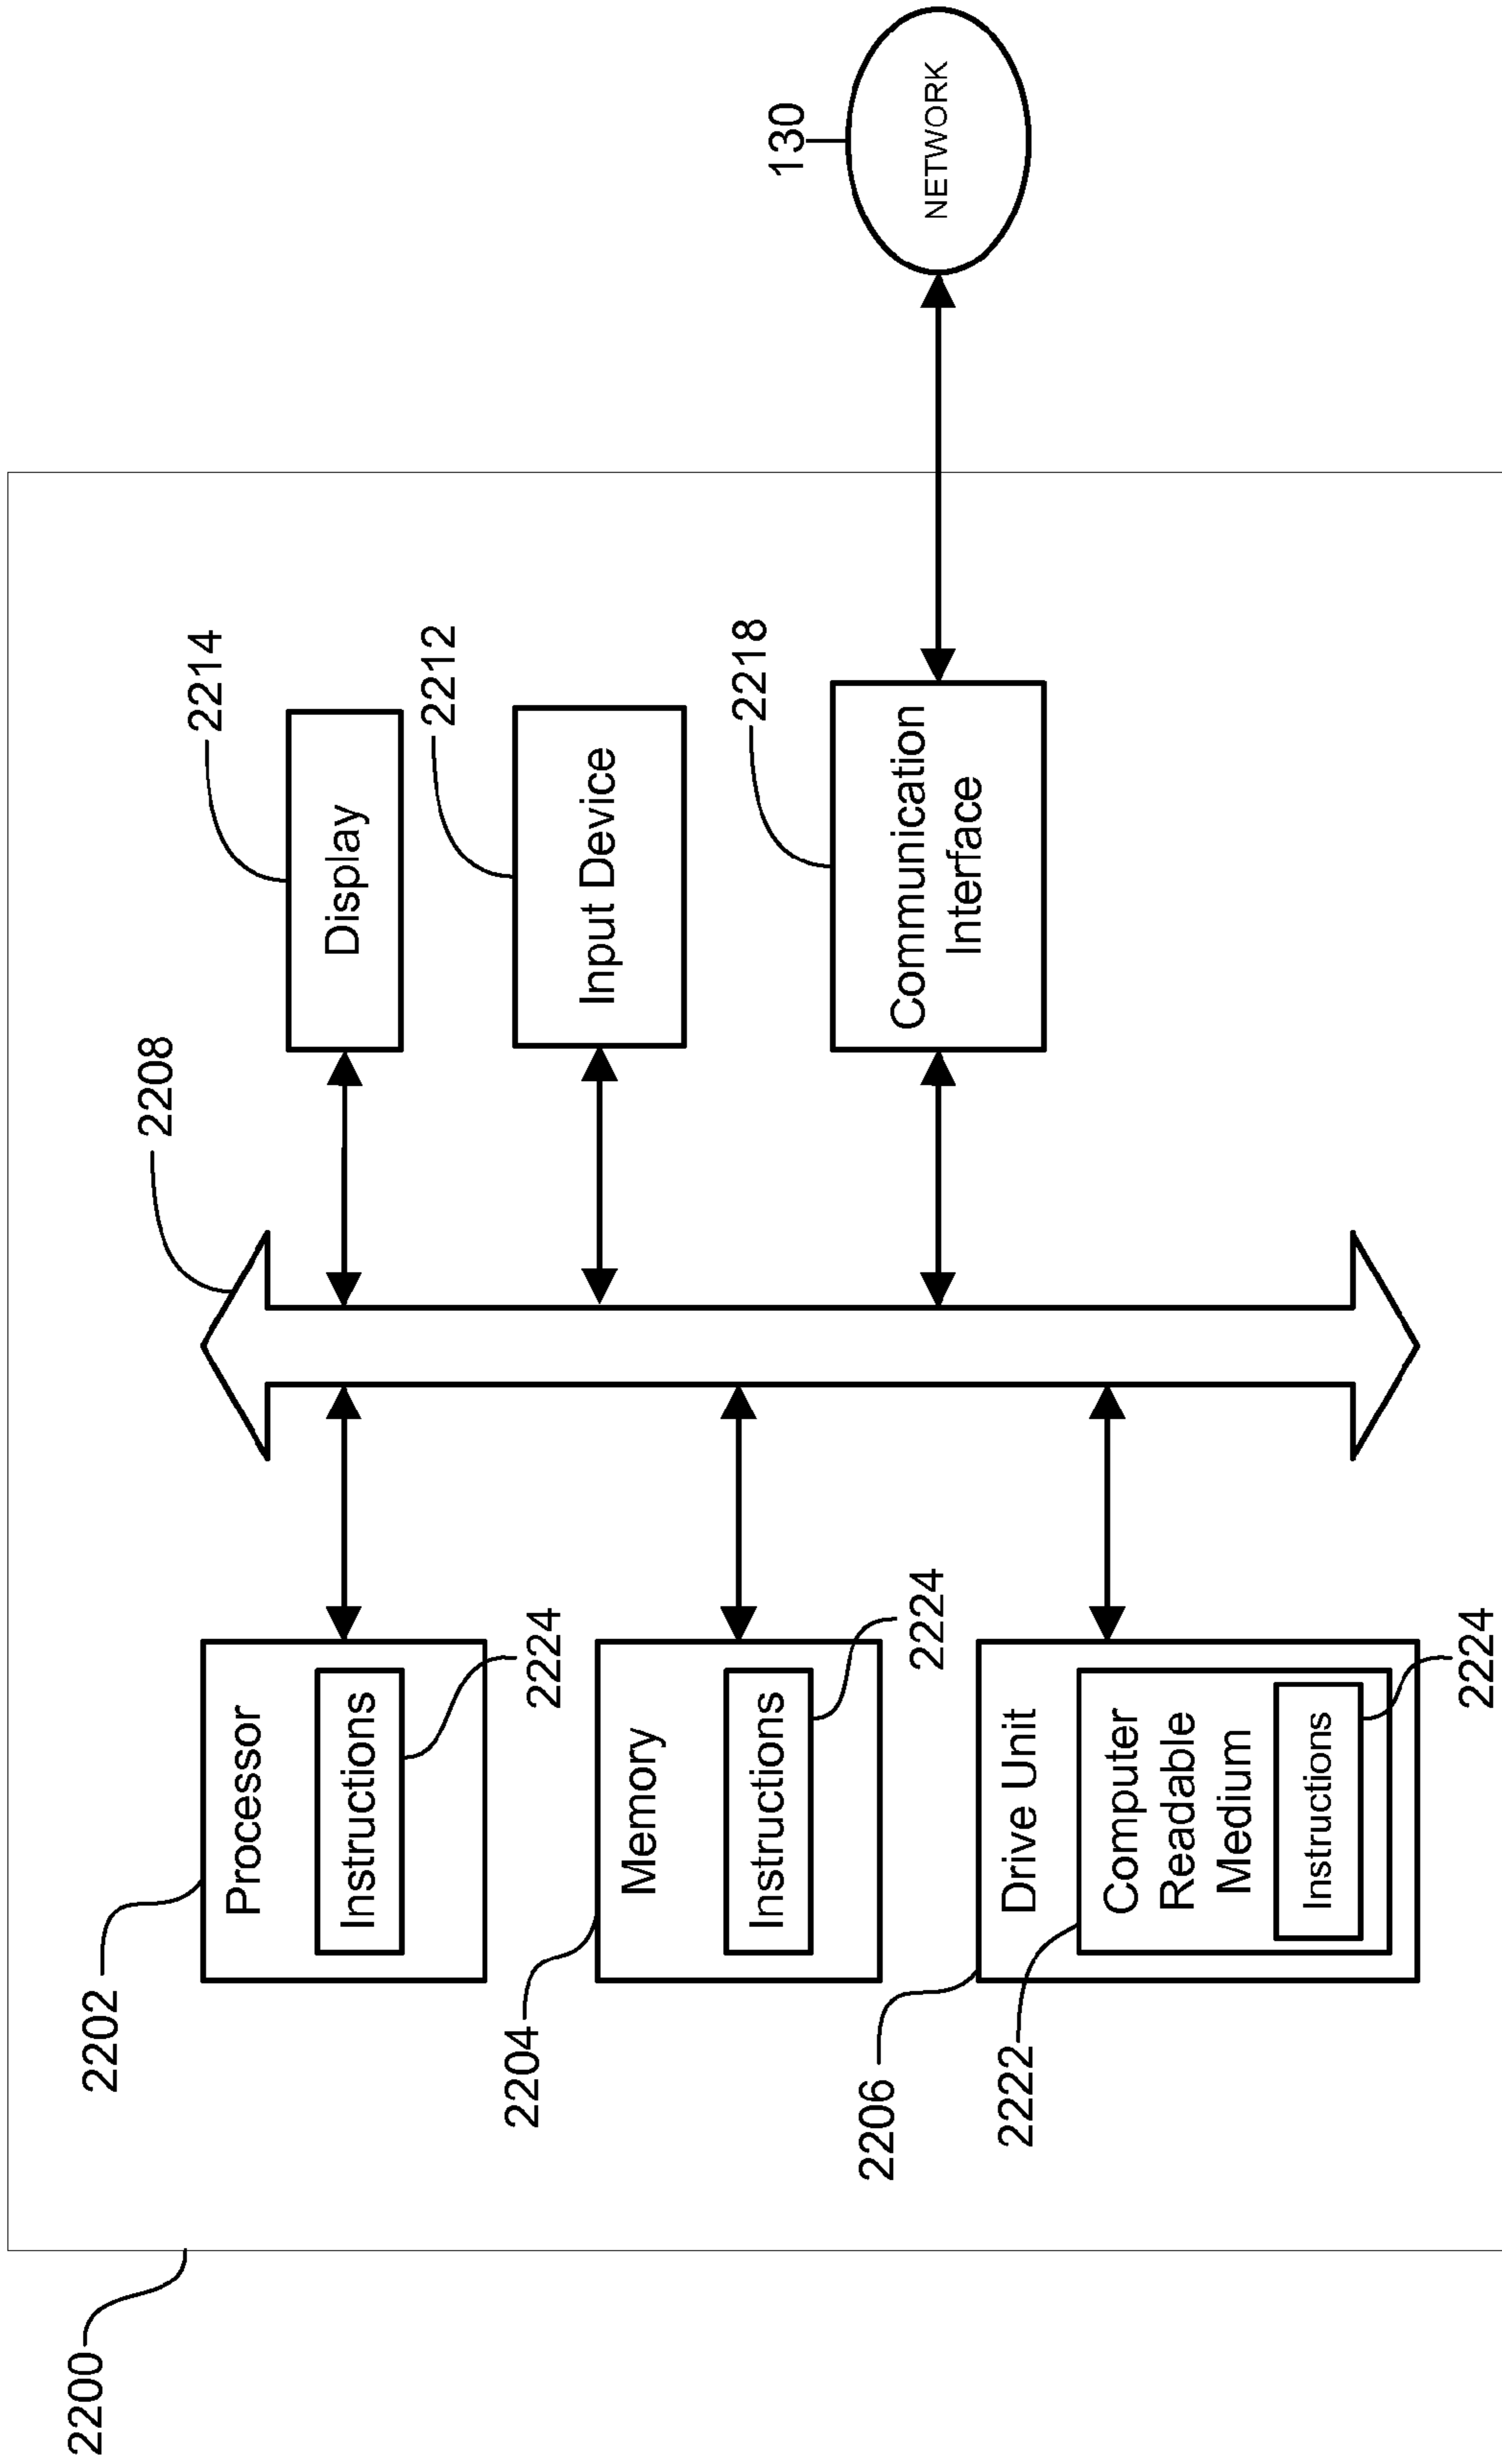 2200
2202
Processor
Instructions
2224
2204
Memory
Instructions
2224
2206
Drive Unit
2222
Computer
Readable
Medium
Instructions
2224
2208
2214
Display
2212
Input Device
2218
Communication
Interface
130
NETWORK